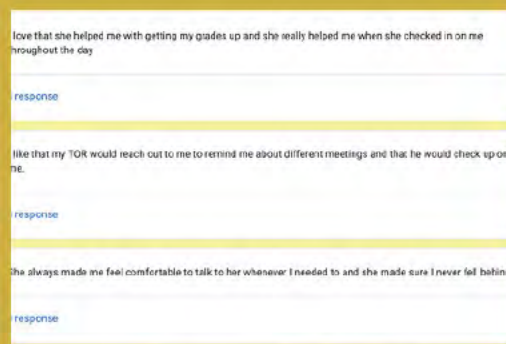 love that she helped me with getting my grades up and she really helped me when she checked in on me
hroughout the day
response
like that my TOR would reach out to me to remind me about different meetings and that he would check up on
me.
response
She always made me feel comfortable to talk to her whenever I needed to and she made sure I never fell behin
response